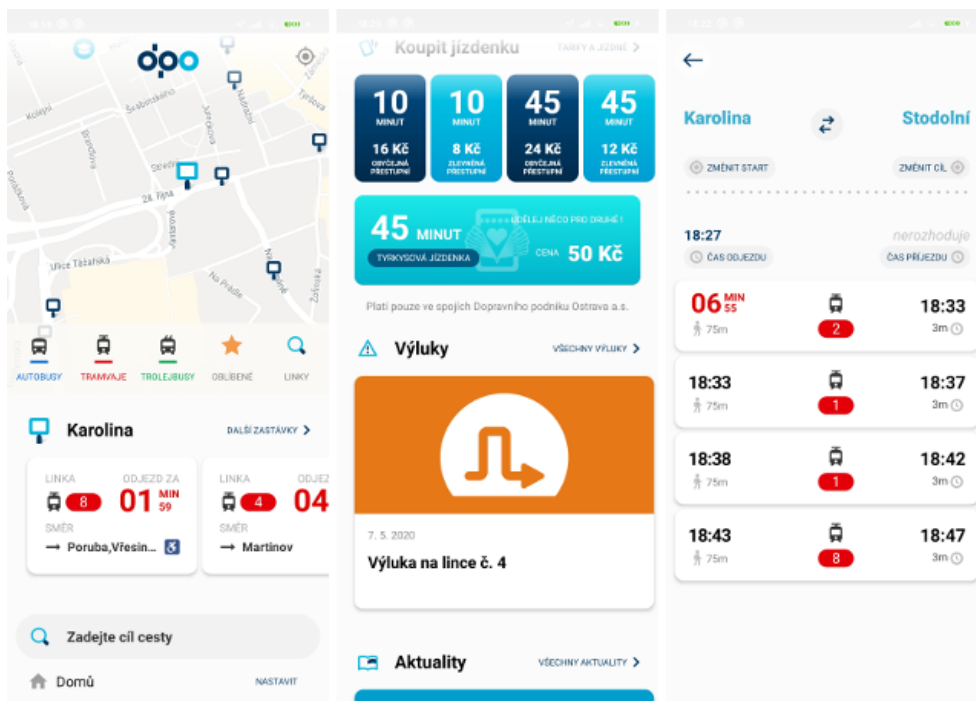 dpo
Kolejní
Jurečkova
Nádražní
Tyršova
Střední
28. října
Ulice Těšařská
Na Prádle
AUTOBUSY TRAMVAJE TROLEJBUSY OBLÍBENÉ LINKY
Karolina DALŠÍ ZASTÁVKY
LINKA ODJEZD ZA
8 01 MIN 59
SMĚR
→ Poruba,Vřesin...
LINKA ODJEZ
4 04
SMĚR
→ Martinov
Zadejte cíl cesty
Domů NASTAVIT
Koupit jízdenku TARIFY A JÍZDNÉ
10
MINUT
16 Kč
OBYČEJNÁ
PŘESTUPNÍ
10
MINUT
8 Kč
ZLEVNĚNÁ
PŘESTUPNÍ
45
MINUT
24 Kč
OBYČEJNÁ
PŘESTUPNÍ
45
MINUT
12 Kč
ZLEVNĚNÁ
PŘESTUPNÍ
UDĚLEJ NĚCO PRO DRUHÉ !
45 MINUT
TYRKYSOVÁ JÍZDENKA
CENA 50 Kč
Platí pouze ve spojích Dopravního podniku Ostrava a.s.
Výluky VŠECHNY VÝLUKY
7. 5. 2020
Výluka na lince č. 4
Aktuality VŠECHNY AKTUALITY
Karolina Stodolní
ZMĚNIT START ZMĚNIT CÍL
18:27 nerozhoduje
ČAS ODJEZDU ČAS PŘÍJEZDU
06 MIN 55 18:33
75m 2 3m
18:33 18:37
75m 1 3m
18:38 18:42
75m 1 3m
18:43 18:47
75m 8 3m